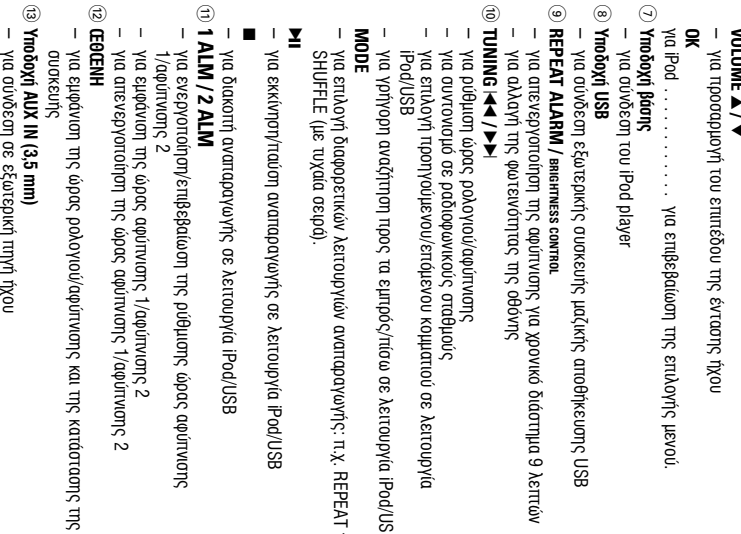 VOLUME ▲ / ▼
– για προσαρμογή του επιπέδου της έντασης ήχου
OK
για iPod . . . . . . . . . . . . για επιβεβαίωση της επιλογής μενού.
⑦ Υποδοχή βάσης
– για σύνδεση του iPod player
⑧ Υποδοχή USB
– για σύνδεση εξωτερικής συσκευής μαζικής αποθήκευσης USB
⑨ REPEAT ALARM / BRIGHTNESS CONTROL
– για απενεργοποίηση της αφύπνισης για χρονικό διάστημα 9 λεπτών
– για αλλαγή της φωτεινότητας της οθόνης
⑩ TUNING |◀◀ / ▶▶|
– για ρύθμιση ώρας ρολογιού/αφύπνισης
– για συντονισμό σε ραδιοφωνικούς σταθμούς
– για επιλογή προηγούμενου/επόμενου κομματιού σε λειτουργία
iPod/USB
– για γρήγορη αναζήτηση προς τα εμπρός/πίσω σε λειτουργία iPod/US
MODE
– για επιλογή διαφορετικών λειτουργιών αναπαραγωγής: π.χ. REPEAT
SHUFFLE (με τυχαία σειρά).
▶||
– για εκκίνηση/παύση αναπαραγωγής σε λειτουργία iPod/USB
■
– για διακοπή αναπαραγωγής σε λειτουργία iPod/USB
⑪ 1 ALM / 2 ALM
– για ενεργοποίηση/επιβεβαίωση της ρύθμισης ώρας αφύπνισης
1/αφύπνισης 2
– για εμφάνιση της ώρας αφύπνισης 1/αφύπνισης 2
– για απενεργοποίηση της ώρας αφύπνισης 1/αφύπνισης 2
⑫ ΟΘΟΝΗ
– για εμφάνιση της ώρας ρολογιού/αφύπνισης και της κατάστασης της
συσκευής
⑬ Υποδοχή AUX IN (3,5 mm)
– για σύνδεση σε εξωτερική πηγή ήχου